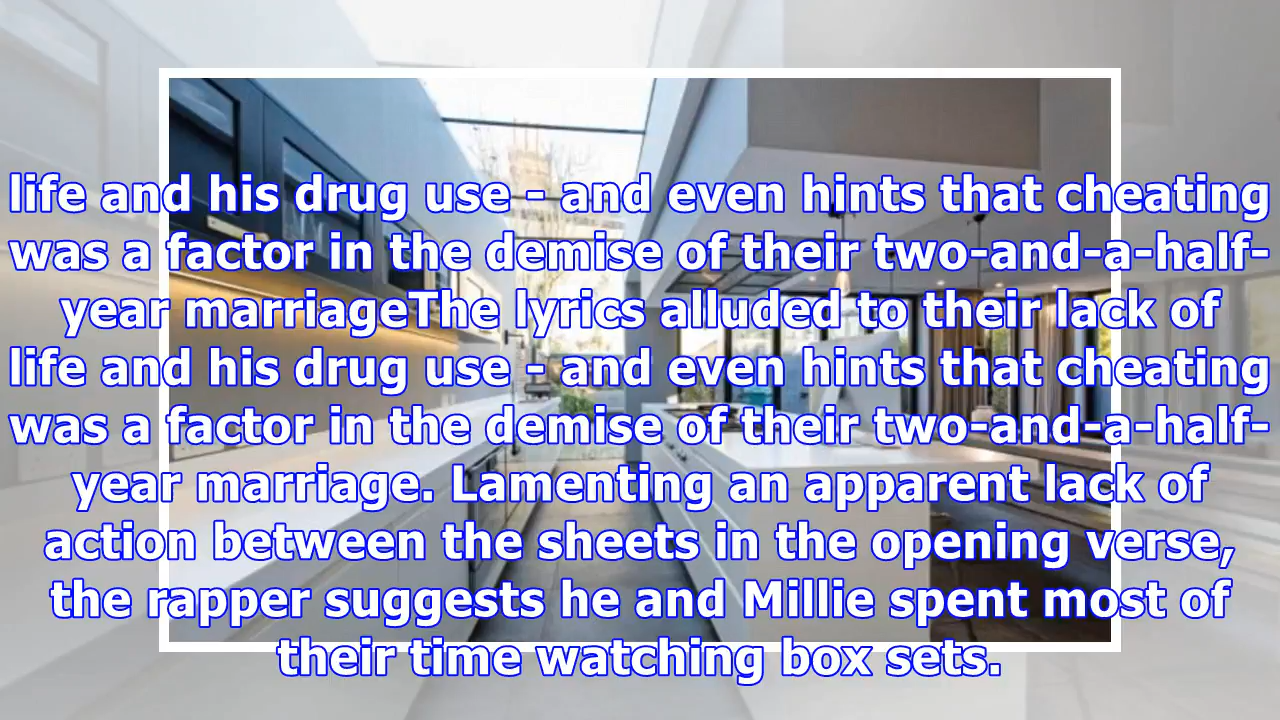 life and his drug use - and even hints that cheating
was a factor in the demise of their two-and-a-half-
year marriageThe lyrics alluded to their lack of
life and his drug use - and even hints that cheating
was a factor in the demise of their two-and-a-half-
year marriage. Lamenting an apparent lack of
action between the sheets in the opening verse,
the rapper suggests he and Millie spent most of
their time watching box sets.